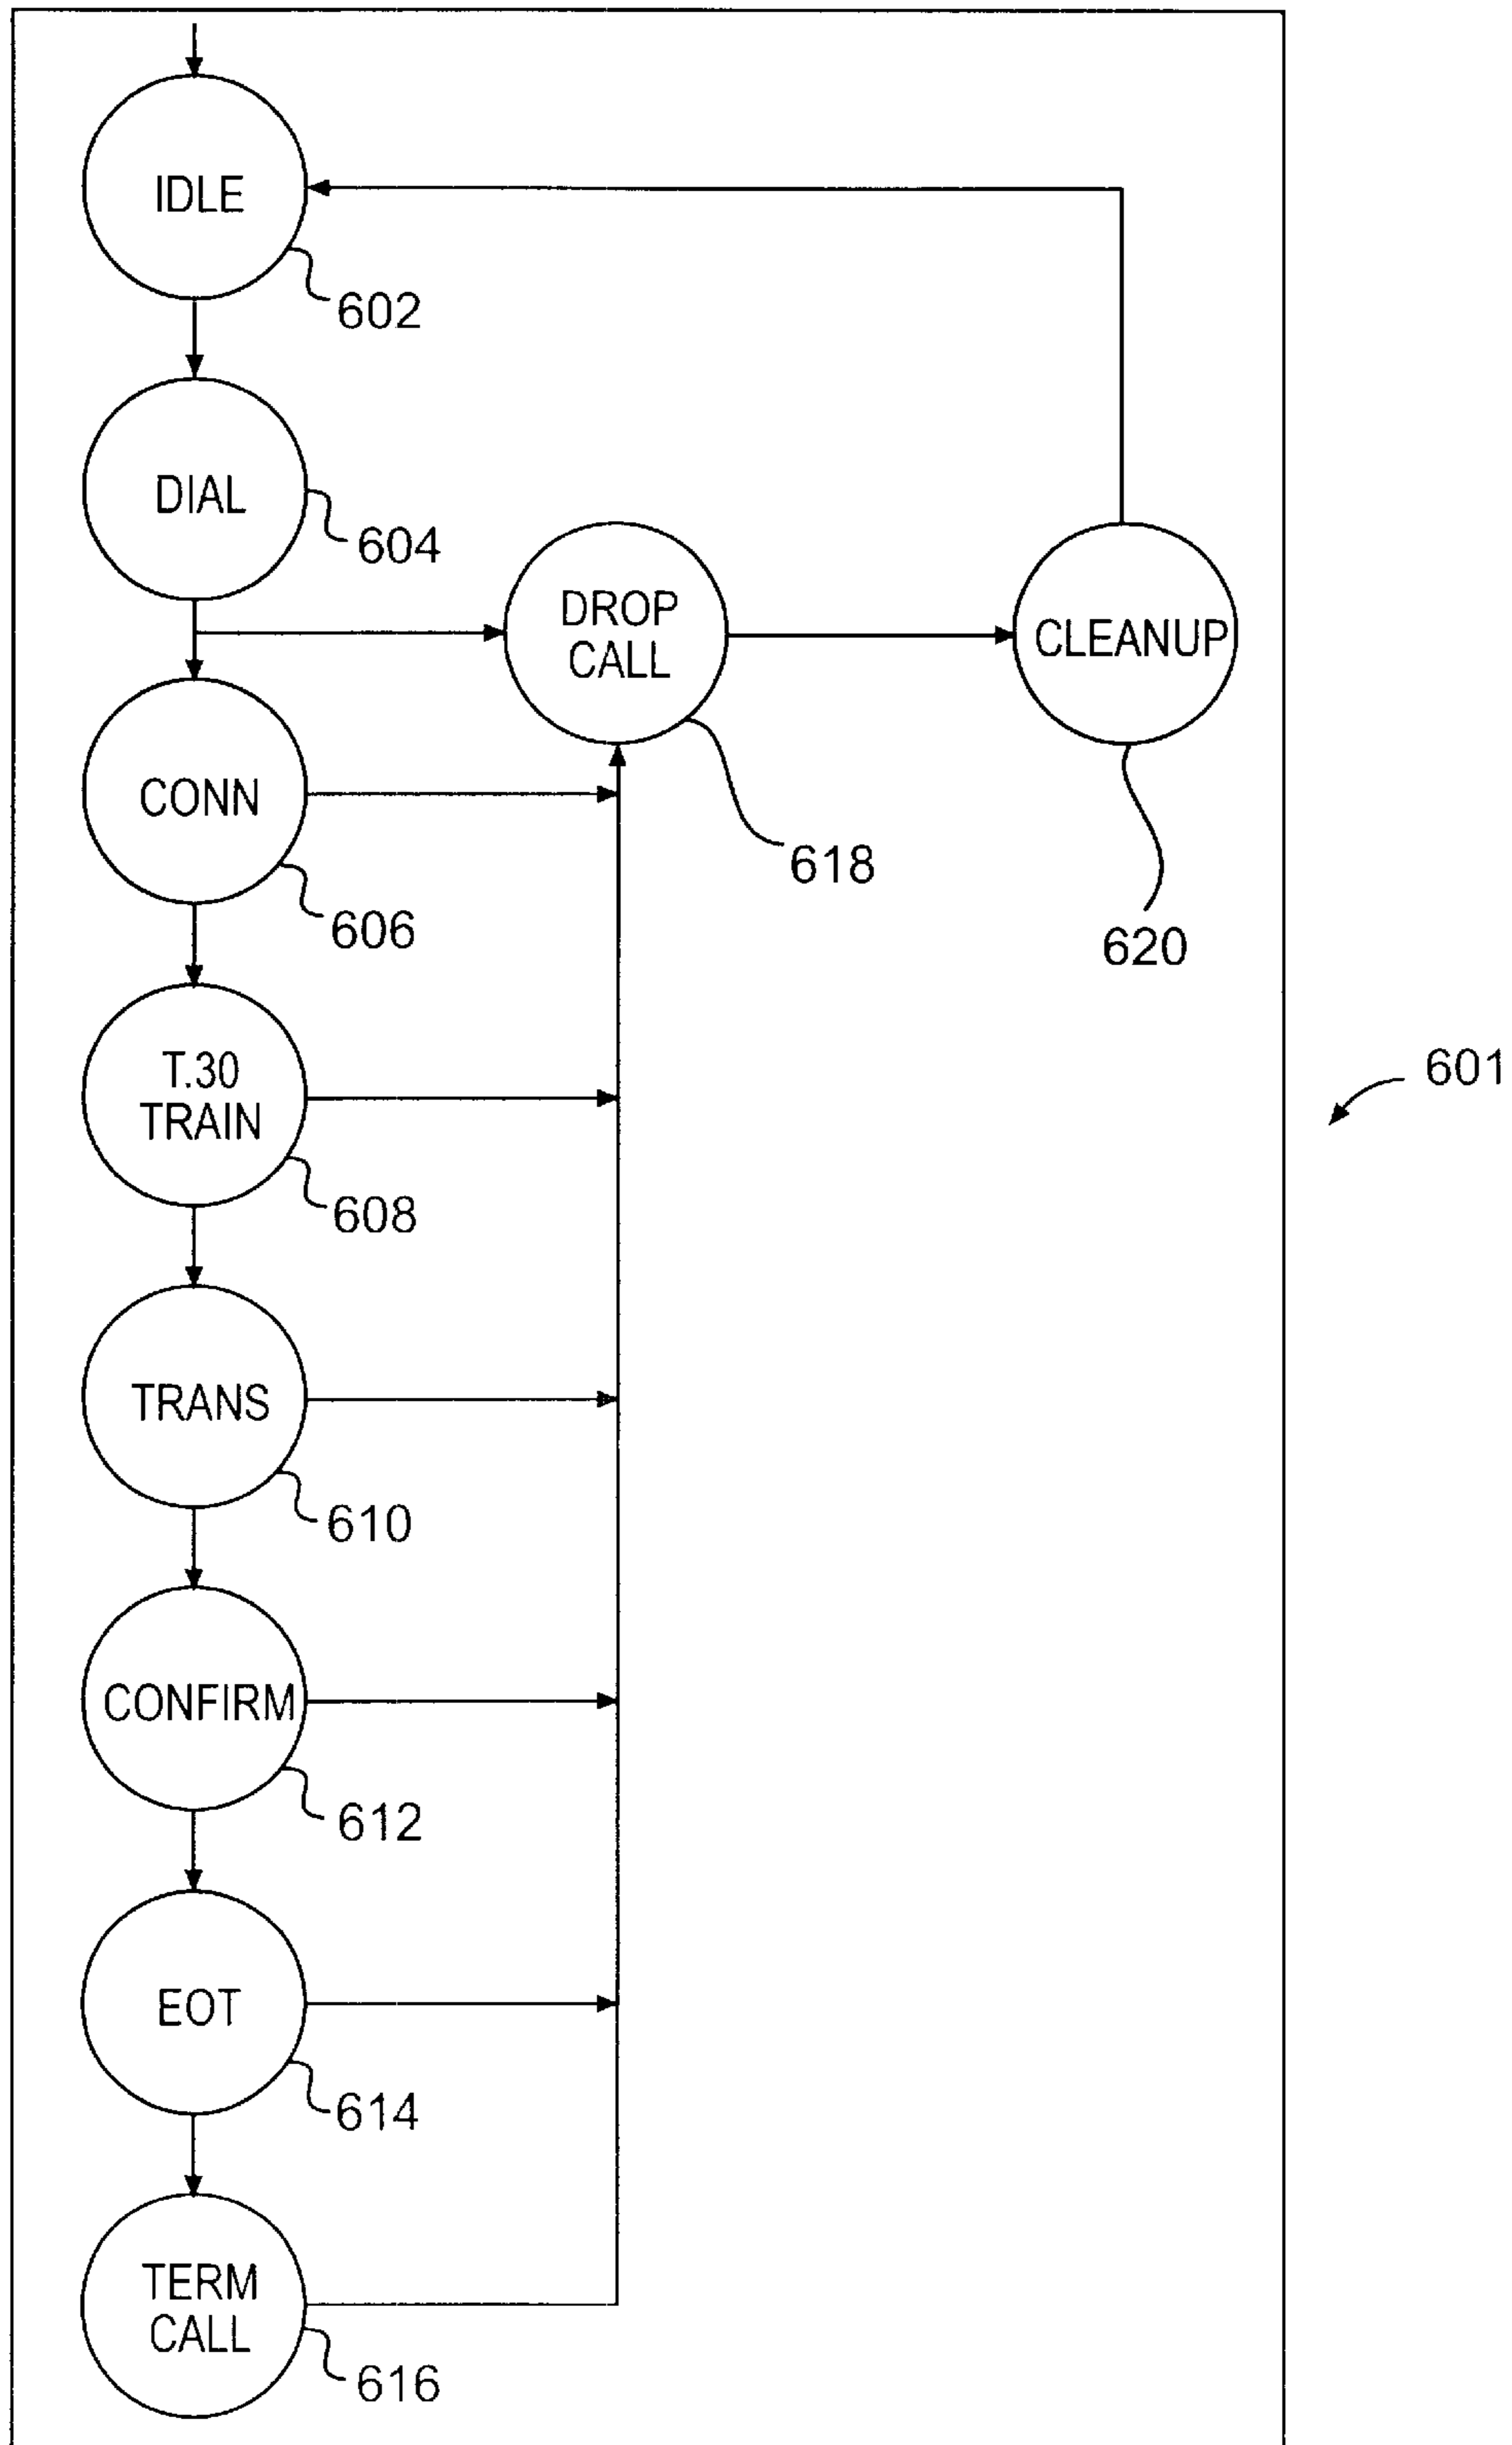 IDLE
602
DIAL
604
DROP
CALL
618
CLEANUP
620
CONN
606
T.30
TRAIN
608
601
TRANS
610
CONFIRM
612
EOT
614
TERM
CALL
616